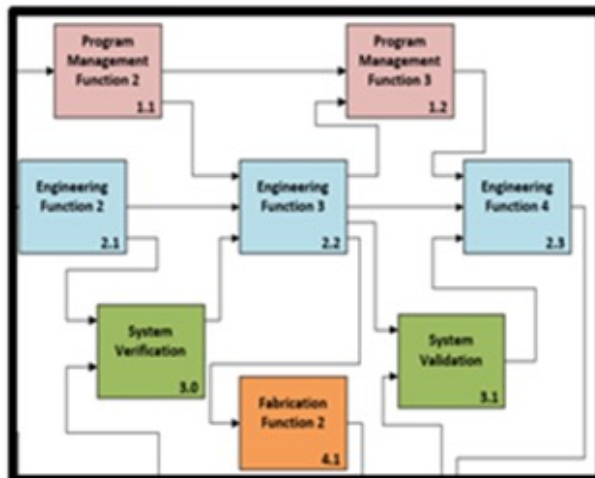 Program
Management
Function 2
1.1
Program
Management
Function 3
1.2
Engineering
Function 2
2.1
Engineering
Function 3
2.2
Engineering
Function 4
2.3
System
Verification
3.0
System
Validation
3.1
Fabrication
Function 2
4.1